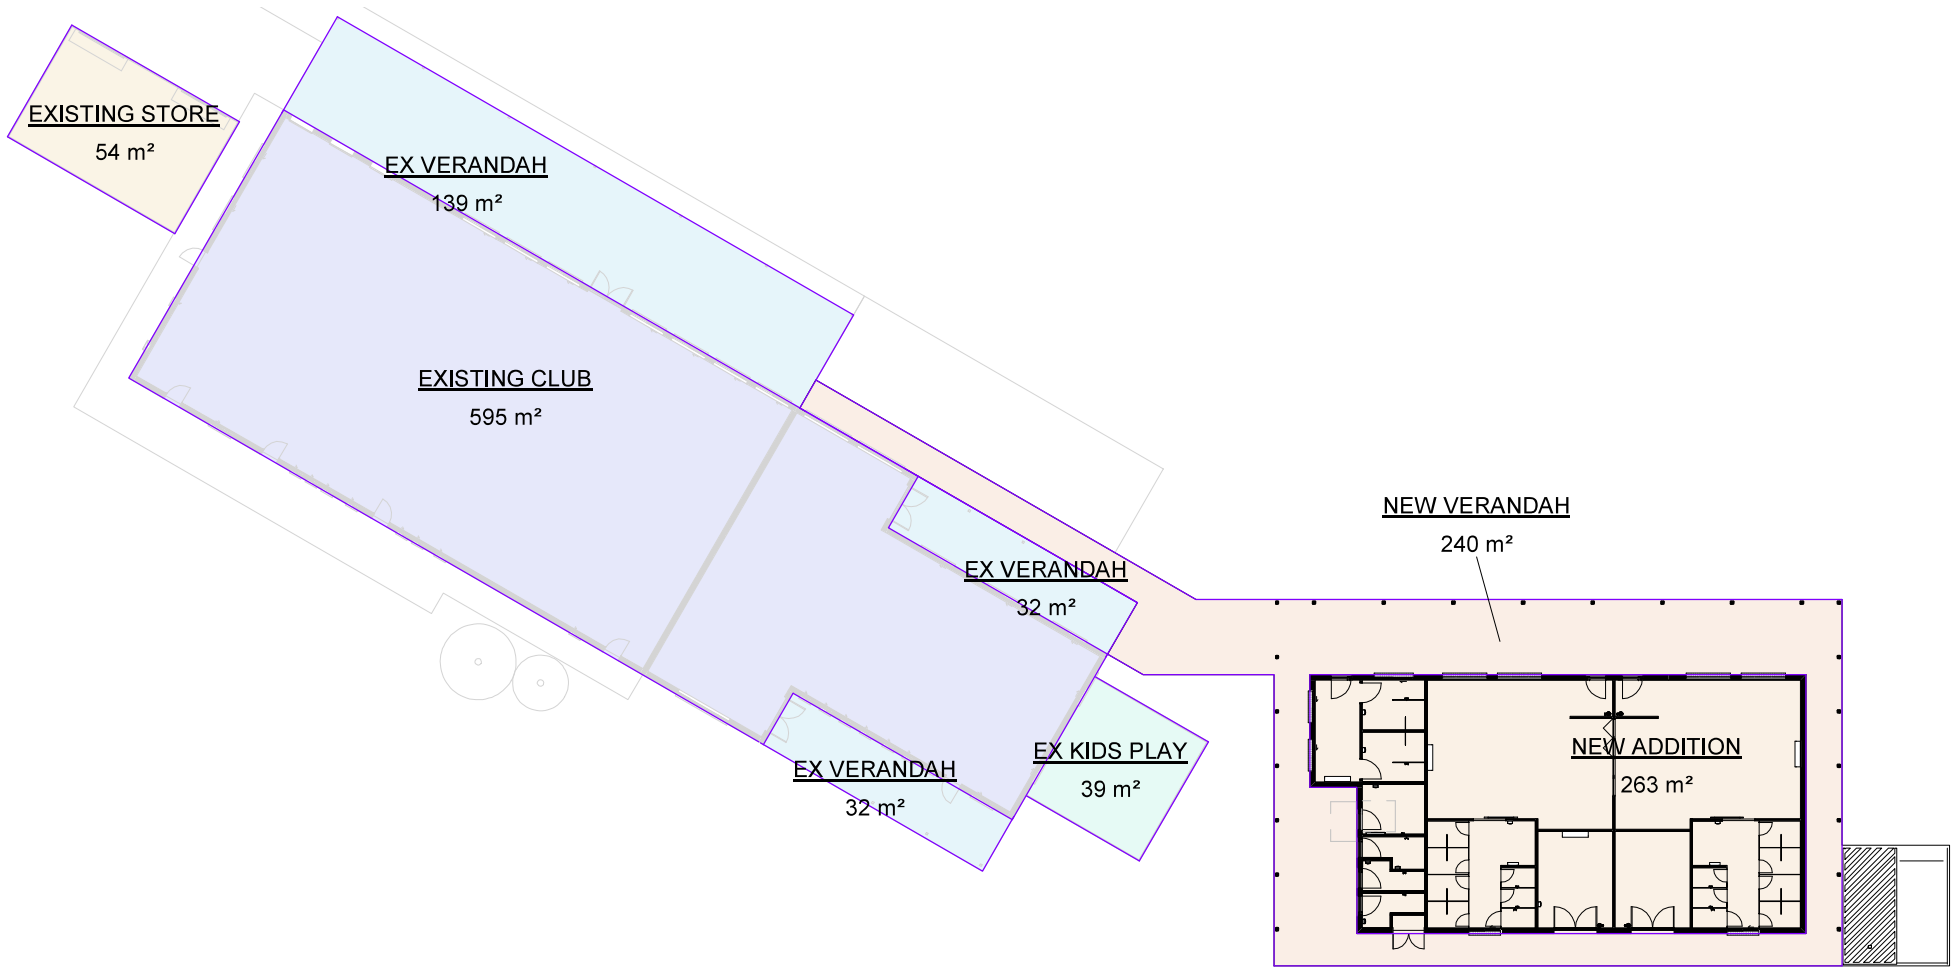 EXISTING STORE
54 m²
EX VERANDAH
139 m²
EXISTING CLUB
595 m²
NEW VERANDAH
240 m²
EX VERANDAH
32 m²
EX KIDS PLAY
39 m²
EX VERANDAH
32 m²
NEW ADDITION
263 m²